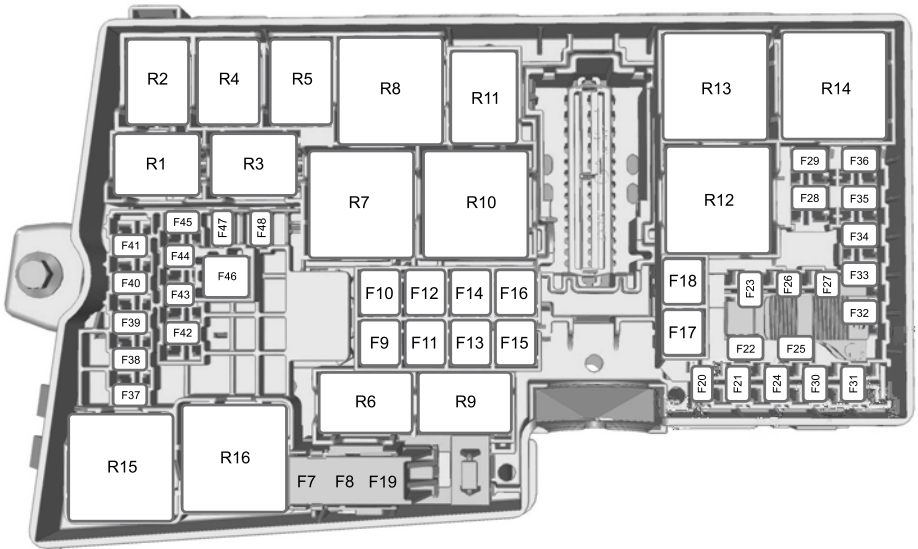 R2 R4 R5 R8 R11 R13 R14
R1 R3 R7 R10 R12 F29 F36
F28 F35
F45 F47 F48
F41 F44 F34
F40 F46 F10 F12 F14 F16 F18 F23 F26 F27 F33
F43
F39 F42 F9 F11 F13 F15 F17 F32
F38 F22 F25
F37 R6 R9 F20 F21 F24 F30 F31
R15 R16 F7 F8 F19